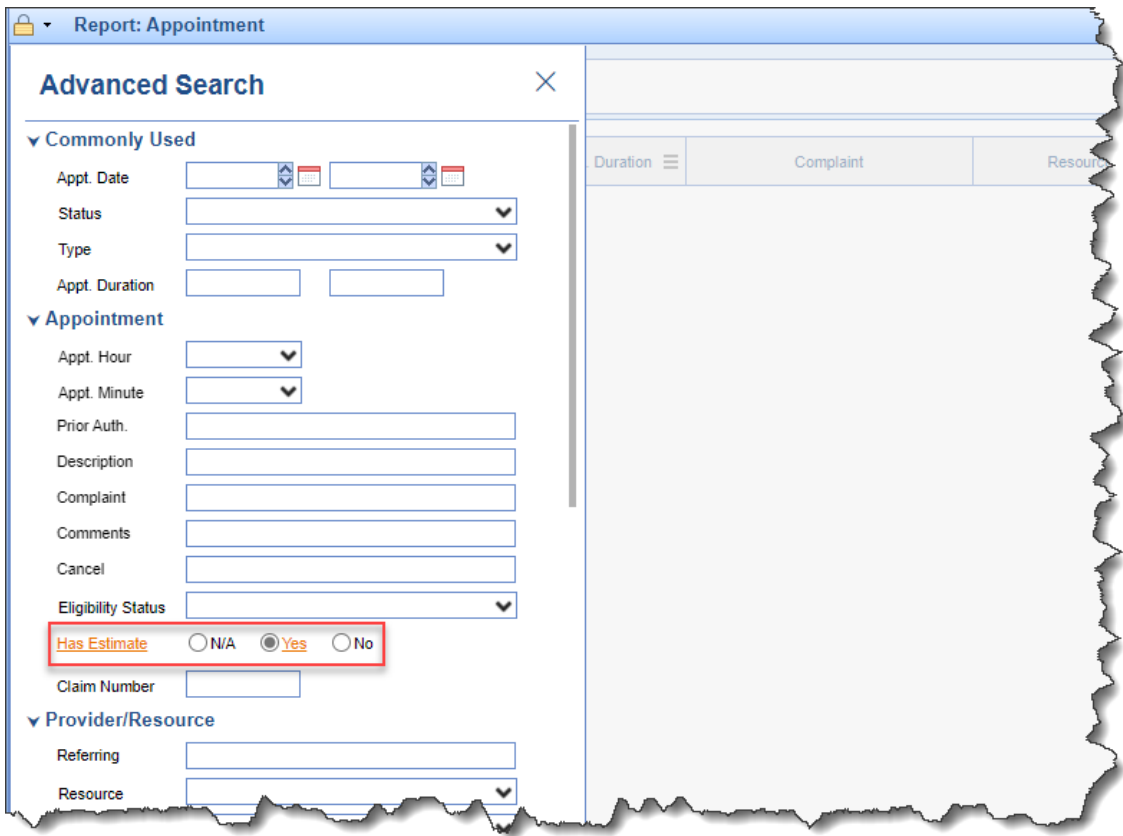 Report: Appointment
Advanced Search
Commonly Used
Appt. Date
Status
Type
Appt. Duration
Appointment
Appt. Hour
Appt. Minute
Prior Auth.
Description
Complaint
Comments
Cancel
Eligibility Status
Has Estimate N/A Yes No
Claim Number
Provider/Resource
Referring
Resource
Duration Complaint